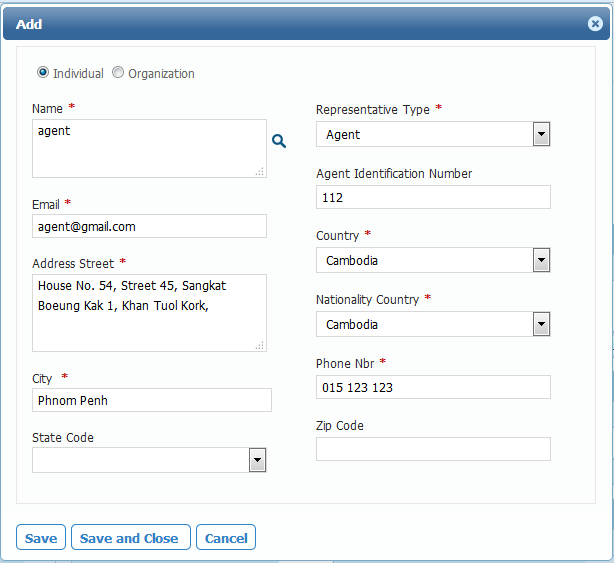 Add
Individual
Organization
Name *
agent
Email *
agent@gmail.com
Address Street *
House No. 54, Street 45, Sangkat
Boeung Kak 1, Khan Tuol Kork,
City *
Phnom Penh
State Code
Representative Type *
Agent
Agent Identification Number
112
Country *
Cambodia
Nationality Country *
Cambodia
Phone Nbr *
015 123 123
Zip Code
Save
Save and Close
Cancel